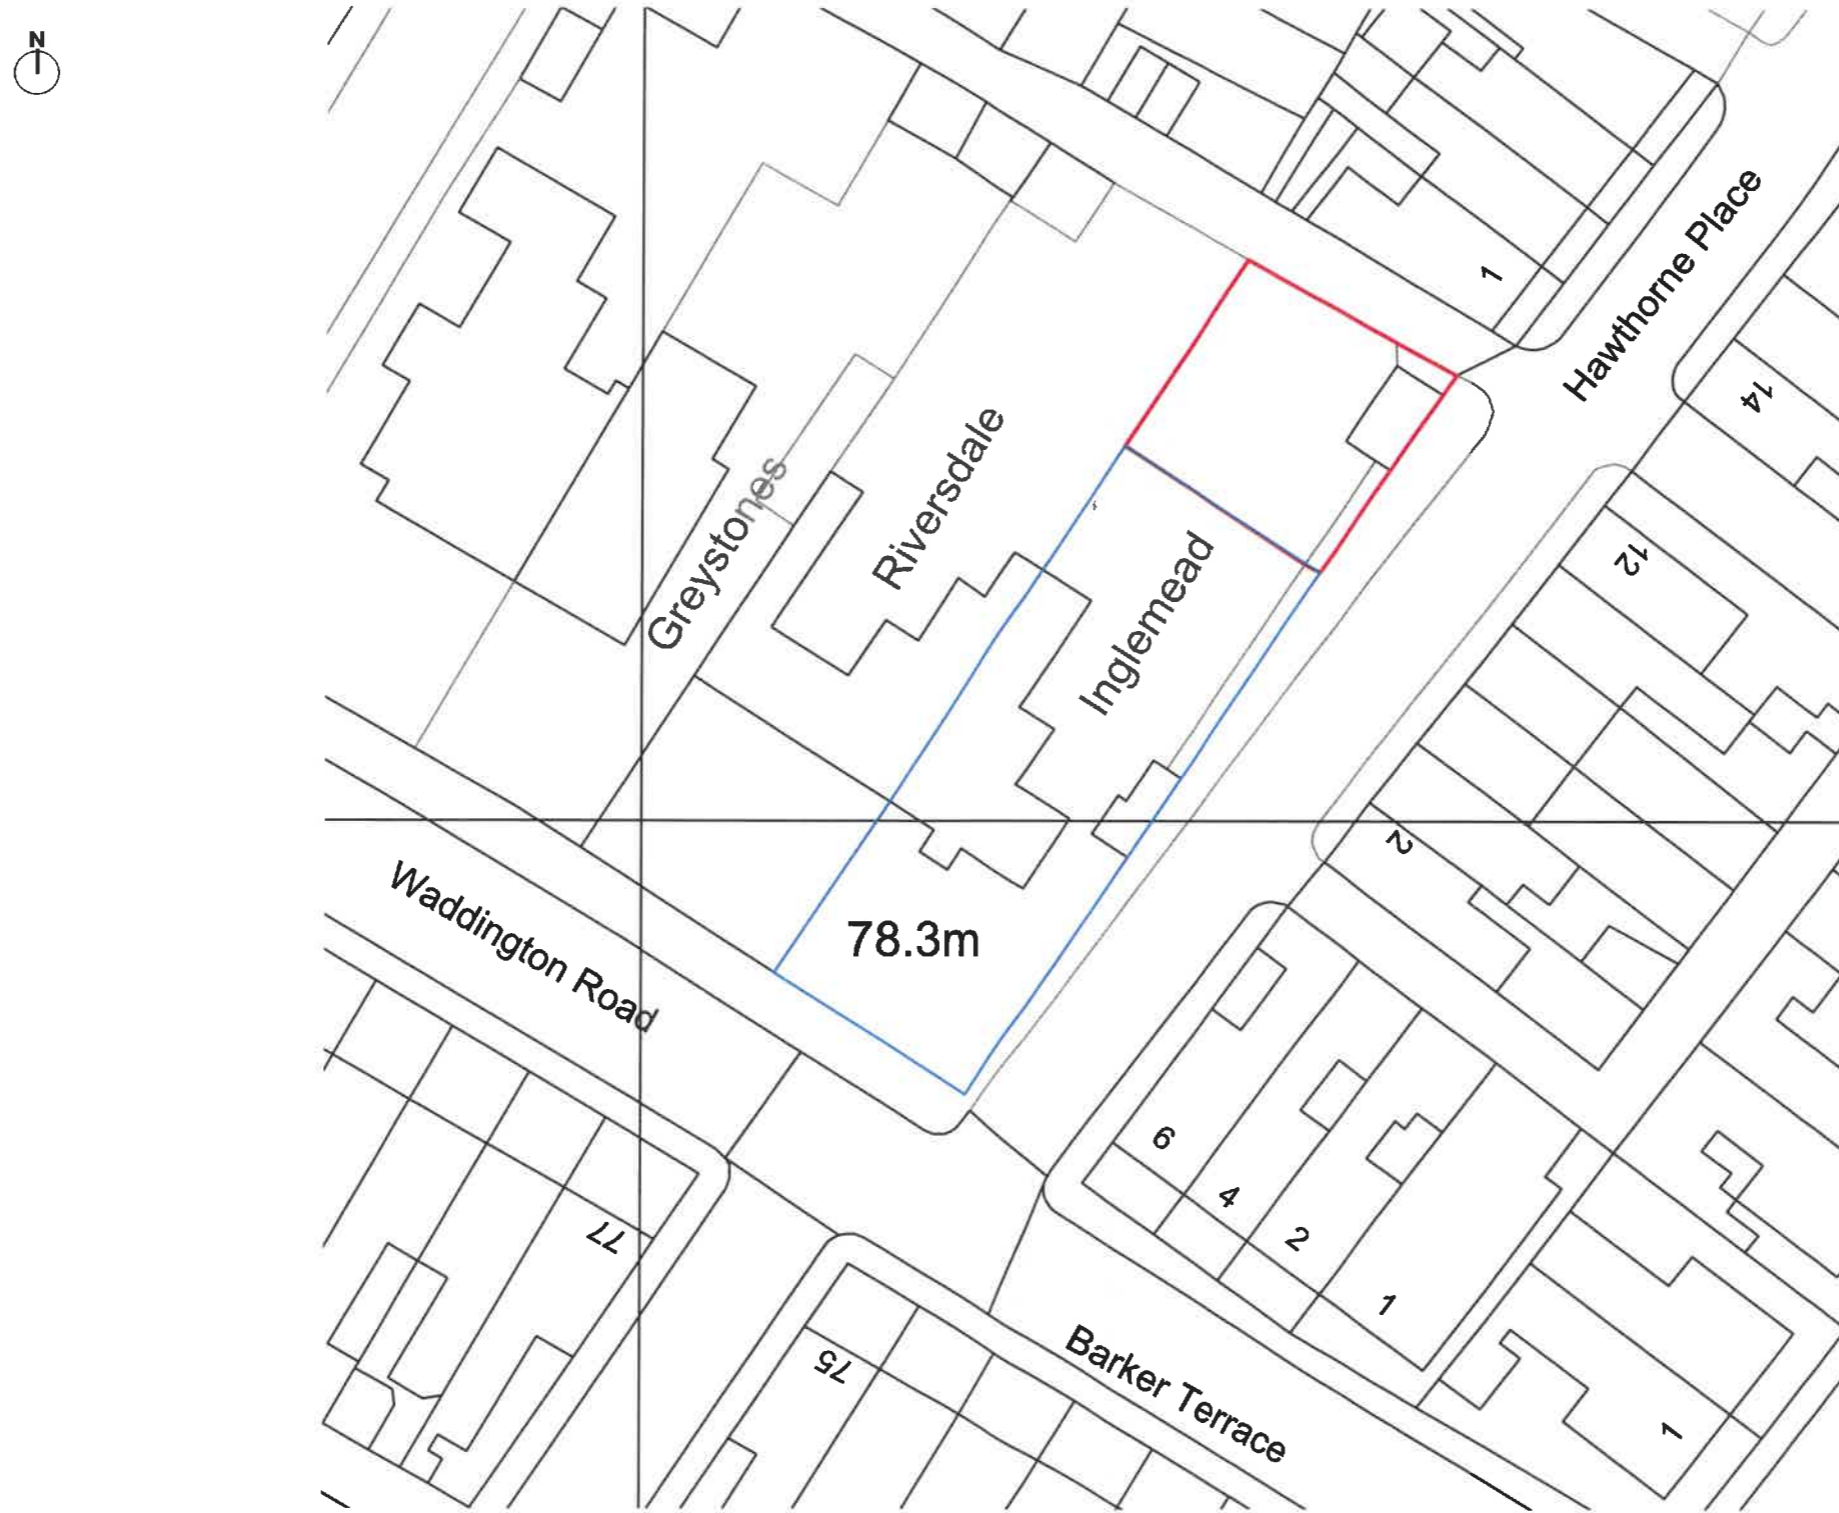 N
1
Hawthorne Place
14
Riversdale
Greystones
12
Inglemead
2
78.3m
Waddington Road
6
4
2
77
1
75
Barker Terrace
1